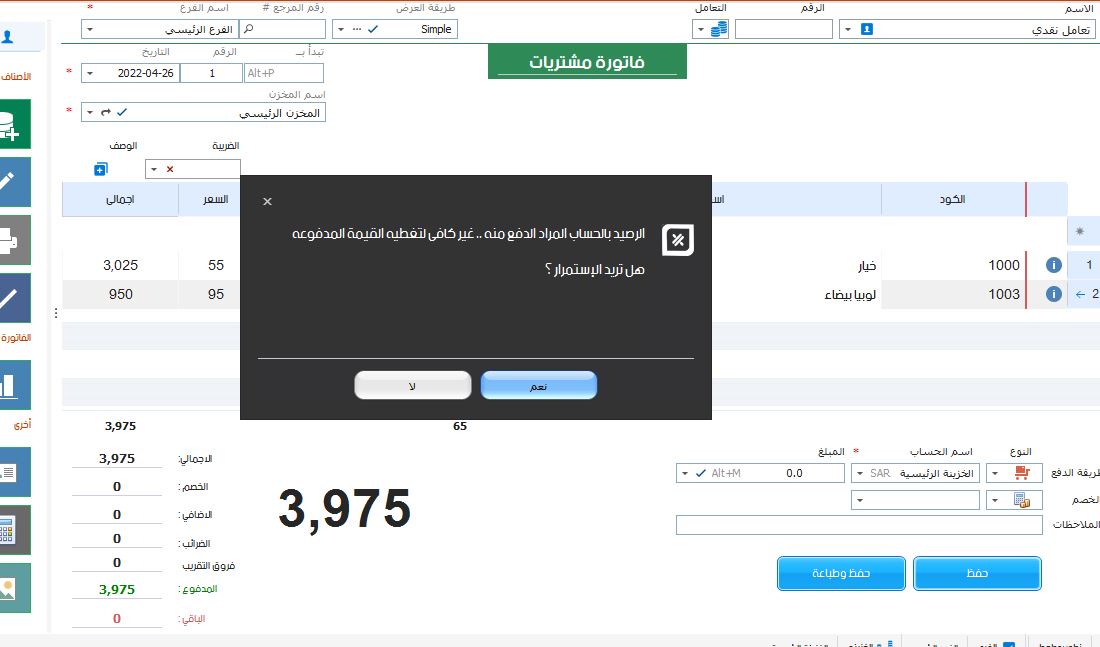 الاسم
الرقم
التعامل
طريقة العرض
رقم المرجع #
اسم الفرع *
تعامل نقدي
Simple
الفرع الرئيسي
فاتورة مشتريات
تبدأ بــ
الرقم
التاريخ
Alt+P
1
2022-04-26
*
اسم المخزن
المخزن الرئيسي
*
الضريبة
الوصف
الأصناف
الكود
السعر
اجمالى
الرصيد بالحساب المراد الدفع منه .. غير كافى لتغطيه القيمة المدفوعه
هل تريد الإستمرار ؟
نعم
لا
1
1000
خيار
55
3,025
2
1003
لوبيا بيضاء
95
950
الفاتورة
أخرى
65
3,975
النوع
اسم الحساب *
المبلغ
طريقة الدفع
الخزينة الرئيسية
SAR
0.0
Alt+M
الخصم
الملاحظات
حفظ
حفظ وطباعة
3,975
الاجمالي:
3,975
الخصم :
0
الاضافي:
0
الضرائب :
0
فروق التقريب
0
المدفوع :
3,975
الباقي :
0